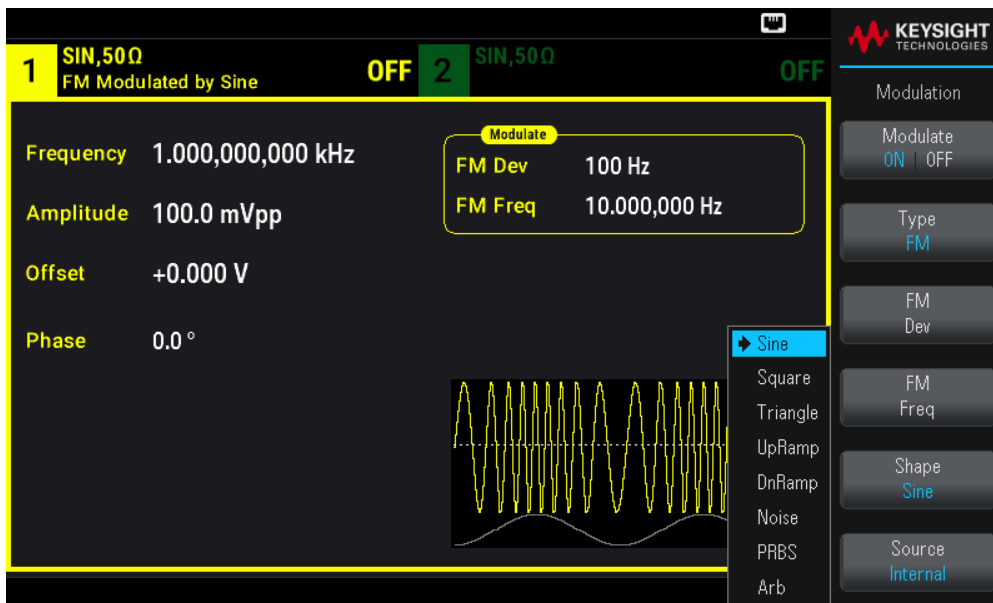 KEYSIGHT
TECHNOLOGIES
1 SIN,50Ω OFF
FM Modulated by Sine
2 SIN,50Ω OFF
Frequency 1.000,000,000 kHz
Amplitude 100.0 mVpp
Offset +0.000 V
Phase 0.0 °
Modulate
FM Dev 100 Hz
FM Freq 10.000,000 Hz
Sine
Square
Triangle
UpRamp
DnRamp
Noise
PRBS
Arb
Modulation
Modulate
ON | OFF
Type
FM
FM
Dev
FM
Freq
Shape
Sine
Source
Internal